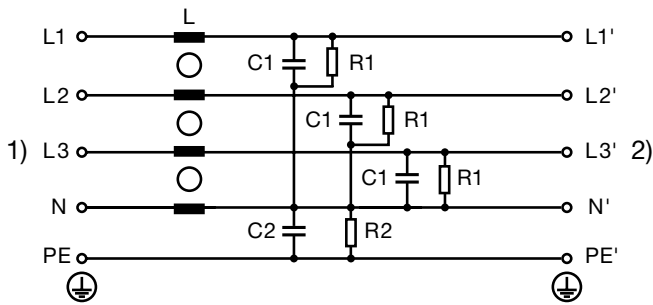 L
L1 L1'
C1 R1
L2 L2'
C1 R1
1) L3 L3' 2)
C1 R1
N N'
C2 R2
PE PE'